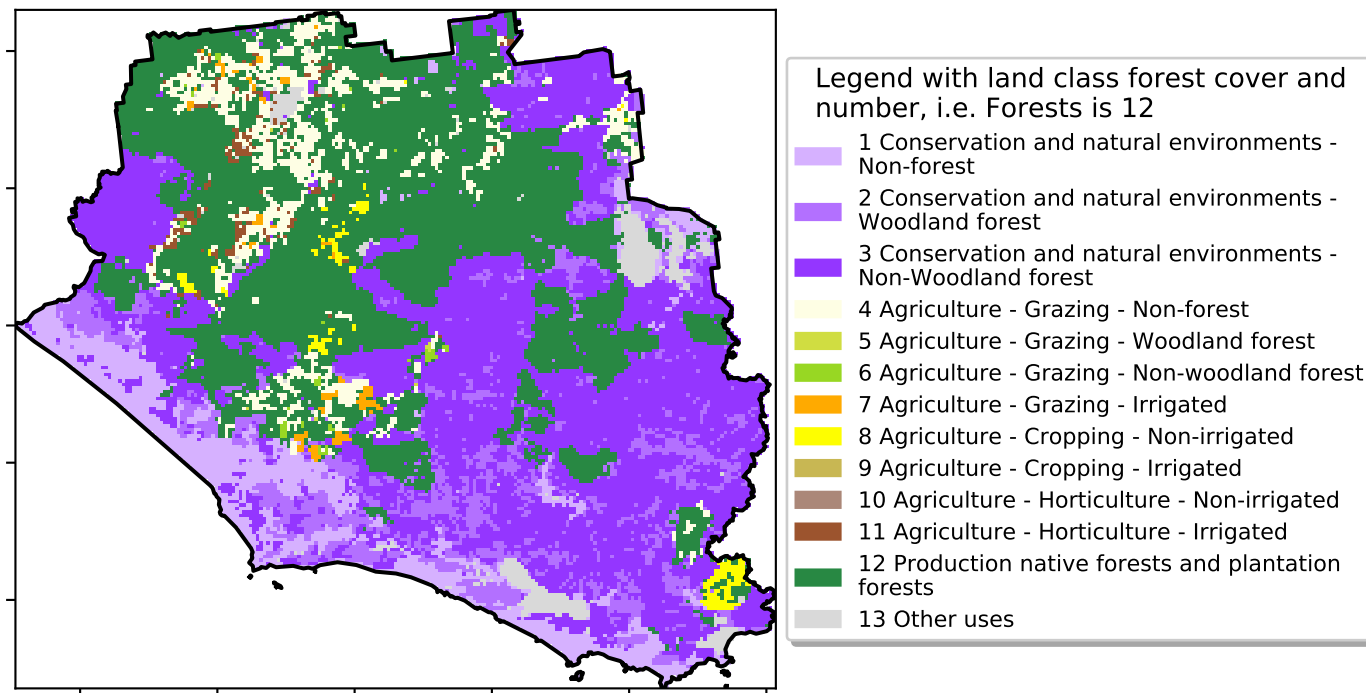 Legend with land class forest cover and
number, i.e. Forests is 12
1 Conservation and natural environments -
Non-forest
2 Conservation and natural environments -
Woodland forest
3 Conservation and natural environments -
Non-Woodland forest
4 Agriculture - Grazing - Non-forest
5 Agriculture - Grazing - Woodland forest
6 Agriculture - Grazing - Non-woodland forest
7 Agriculture - Grazing - Irrigated
8 Agriculture - Cropping - Non-irrigated
9 Agriculture - Cropping - Irrigated
10 Agriculture - Horticulture - Non-irrigated
11 Agriculture - Horticulture - Irrigated
12 Production native forests and plantation
forests
13 Other uses